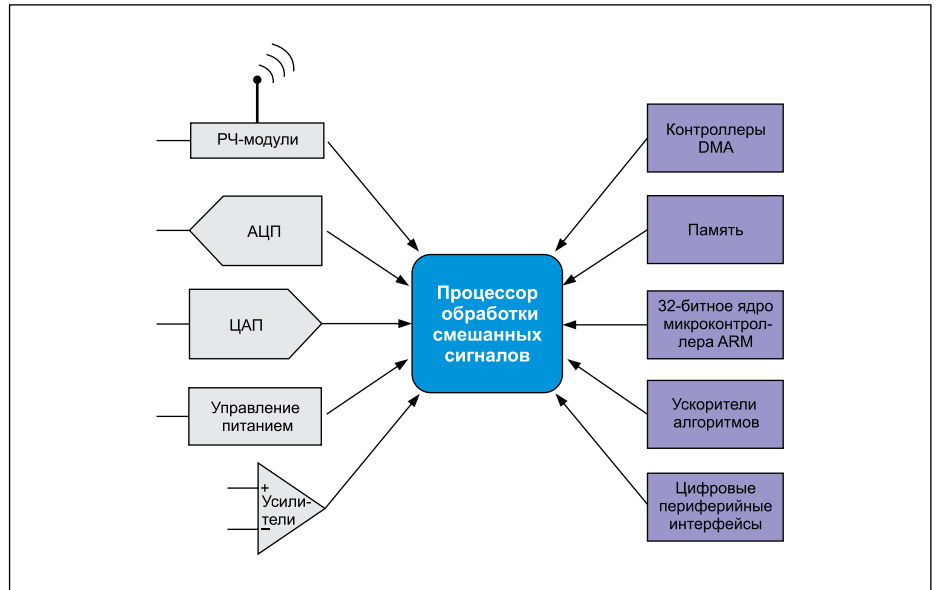 РЧ-модули
АЦП
ЦАП
Управление
питанием
+
Усили-
тели
–
Процессор
обработки
смешанных
сигналов
Контроллеры
DMA
Память
32-битное ядро
микроконтрол-
лера ARM
Ускорители
алгоритмов
Цифровые
периферийные
интерфейсы